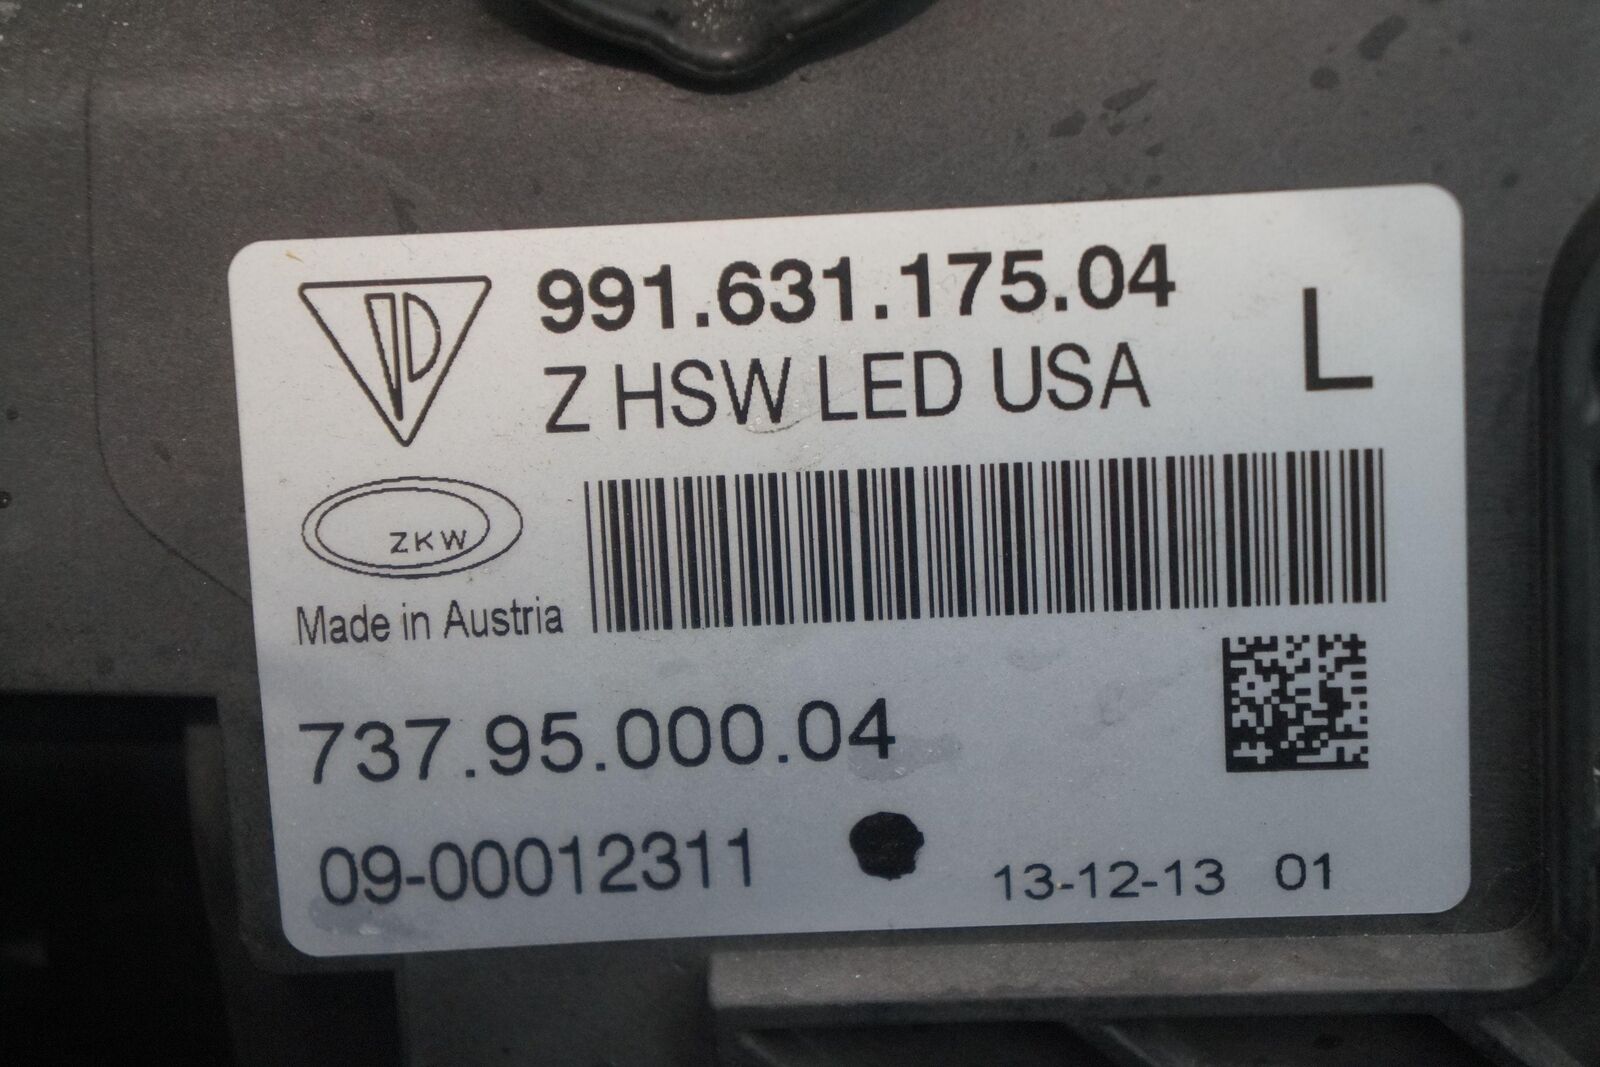 991.631.175.04
Z HSW LED USA L
ZKW
Made in Austria
737.95.000.04
09-00012311 13-12-13 01